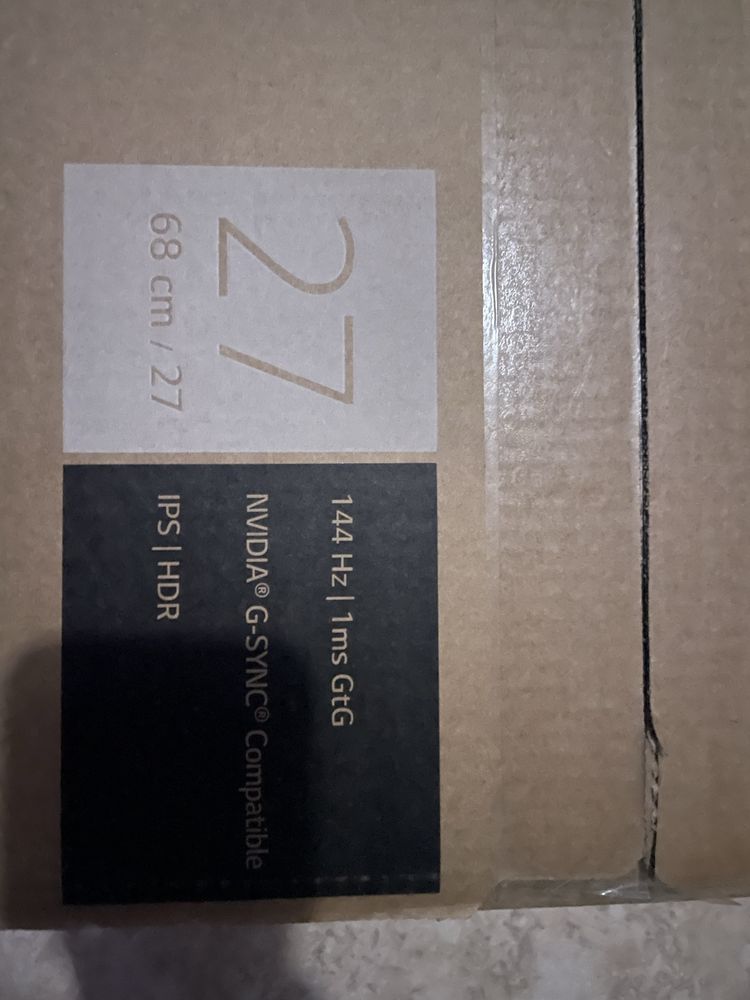 27
68 cm / 27
144 Hz | 1ms GtG
NVIDIA® G-SYNC® Compatible
IPS | HDR